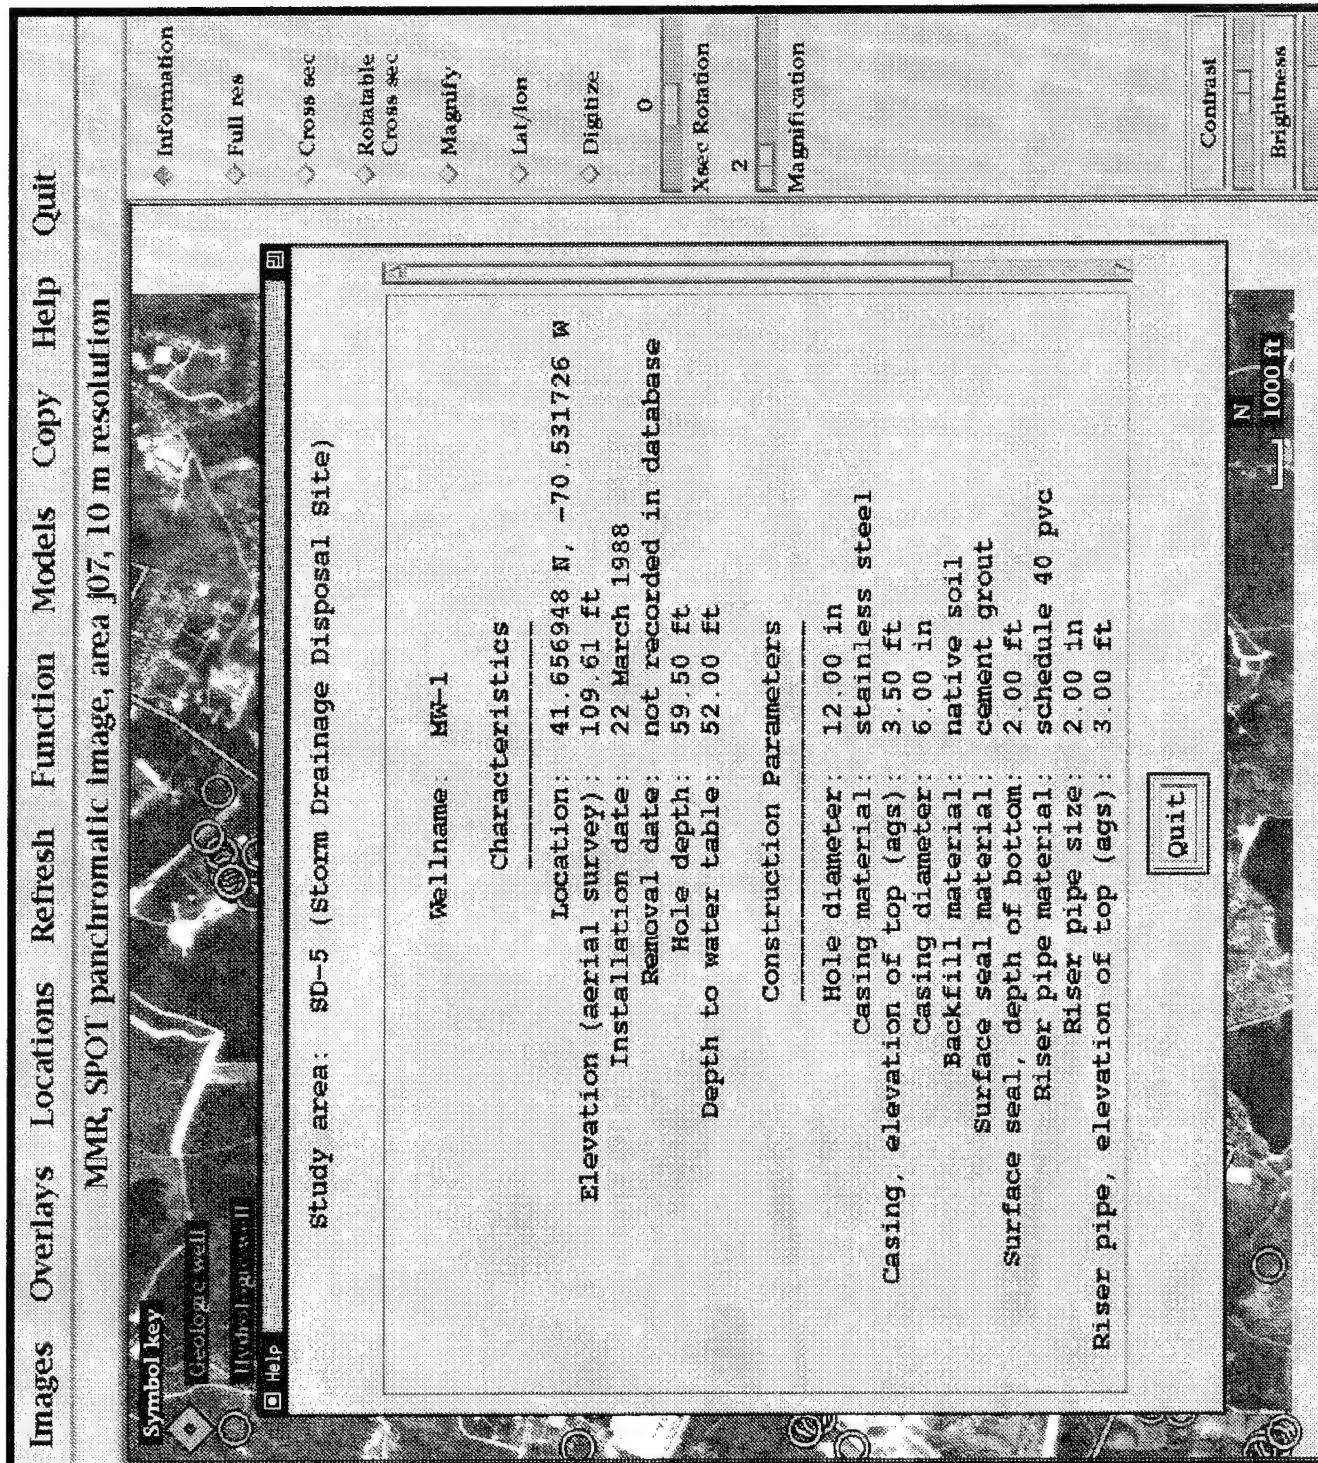 Images Overlays Locations Refresh Function Models Copy Help Quit
MMR, SPOT panchromatic image, area j07, 10 m resolution
Symbol key
Geologic well
Hydrologic well
Help
Study area: SD-5 (Storm Drainage Disposal Site)
Wellname: MW-1
Characteristics
Location: 41.656948 N, -70.531726 W
Elevation (aerial survey): 109.61 ft
Installation date: 22 March 1988
Removal date: not recorded in database
Hole depth: 59.50 ft
Depth to water table: 52.00 ft
Construction Parameters
Hole diameter: 12.00 in
Casing material: stainless steel
Casing, elevation of top (ags): 3.50 ft
Casing diameter: 6.00 in
Backfill material: native soil
Surface seal material: cement grout
Surface seal, depth of bottom: 2.00 ft
Riser pipe material: schedule 40 pvc
Riser pipe size: 2.00 in
Riser pipe, elevation of top (ags): 3.00 ft
Quit
N
1000 ft
Information
Full res
Cross sec
Rotatable
Cross sec
Magnify
Lat/lon
Digitize
0
Xsec Rotation
2
Magnification
Contrast
Brightness